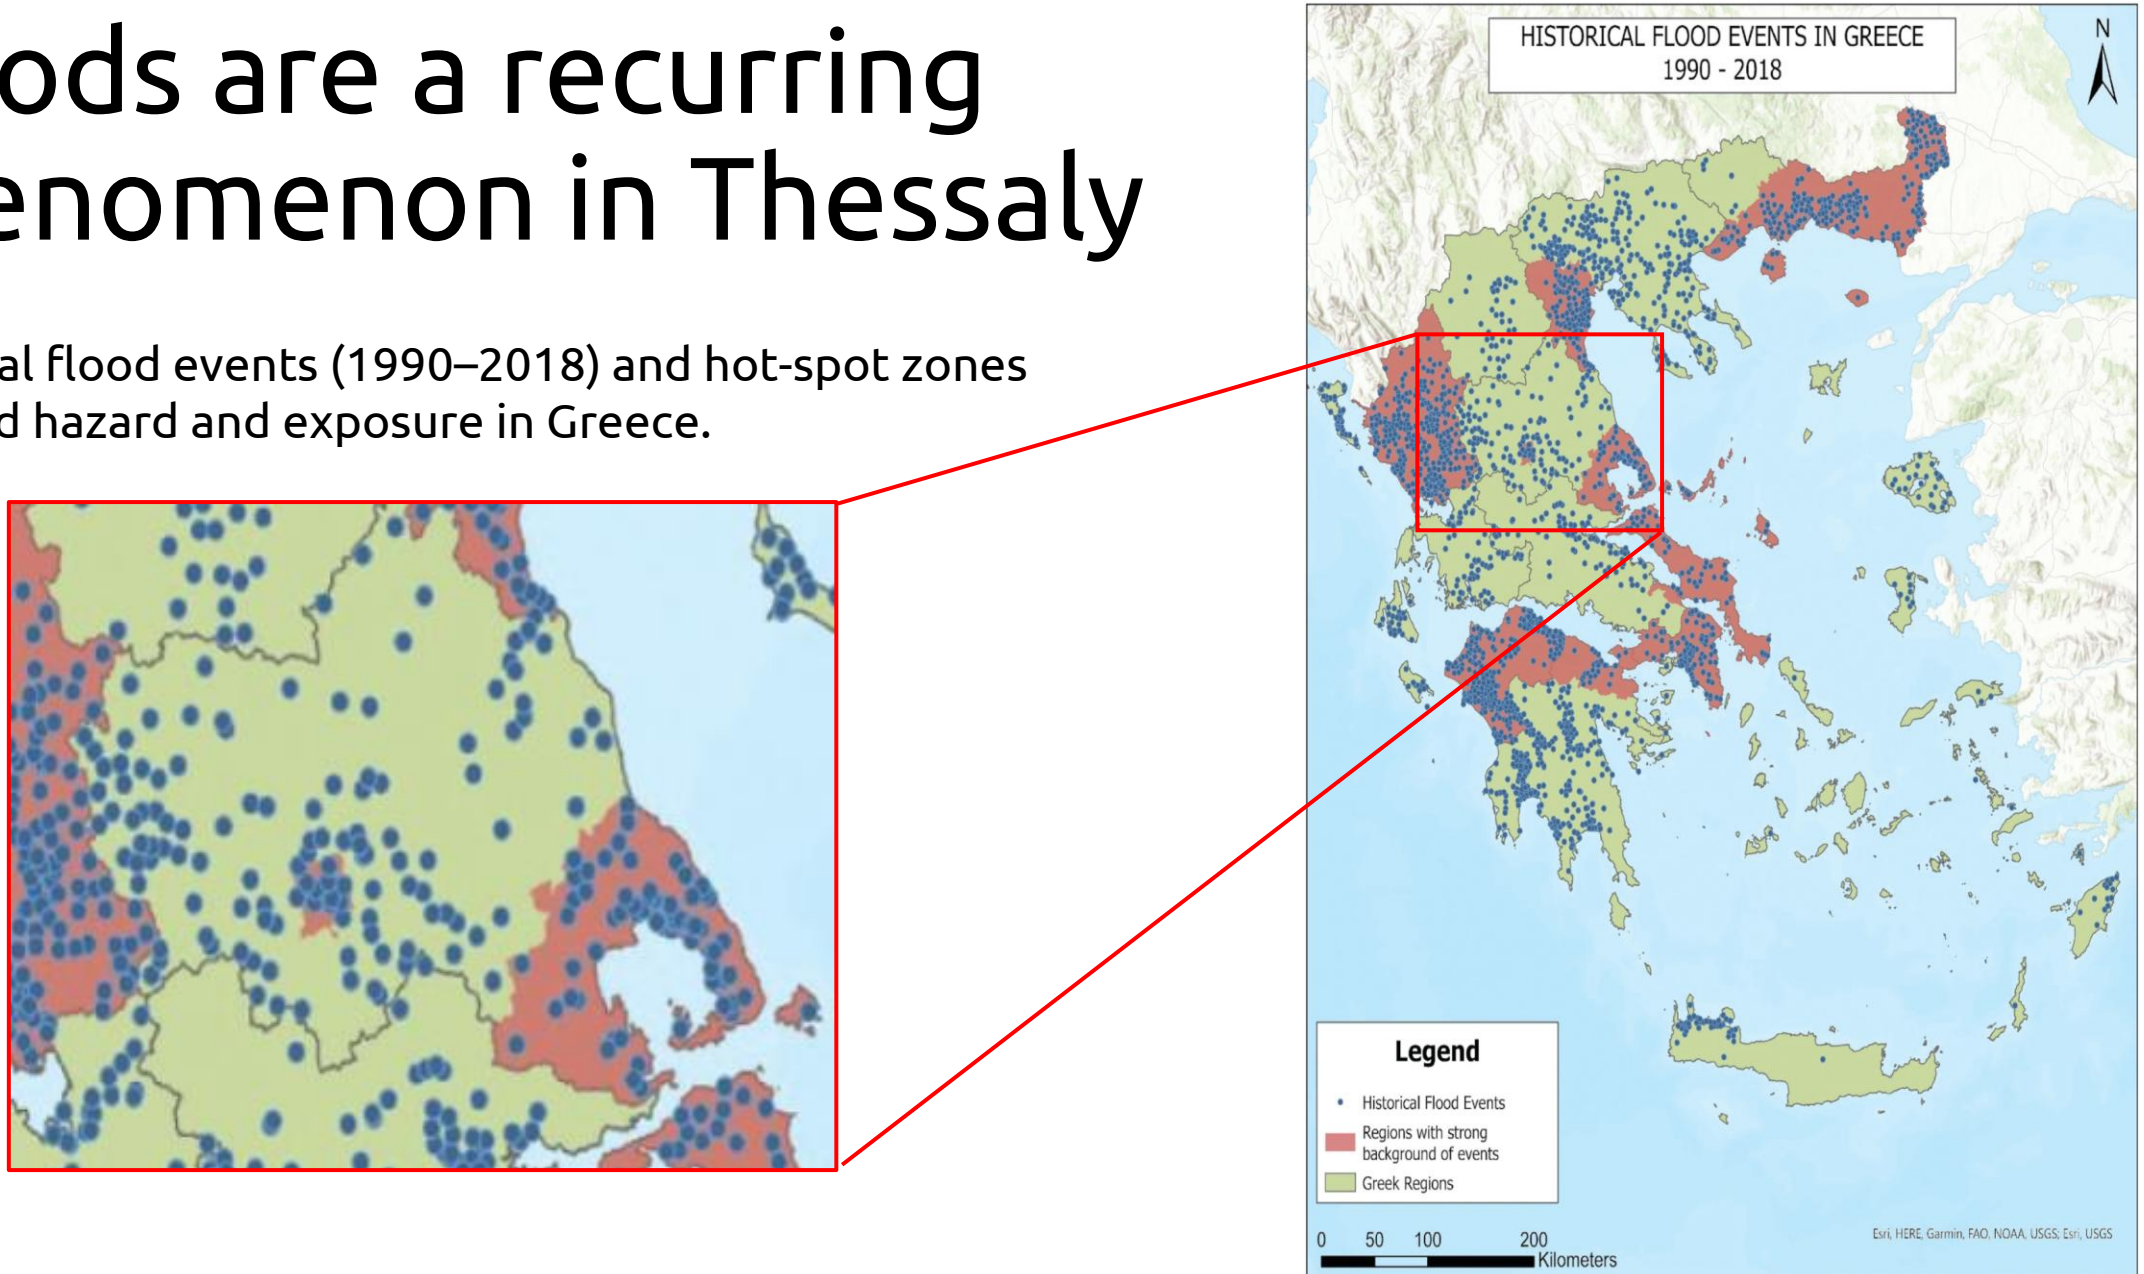 ods are a recurring
enomenon in Thessaly
al flood events (1990–2018) and hot-spot zones
d hazard and exposure in Greece.
HISTORICAL FLOOD EVENTS IN GREECE
1990 - 2018
N
Legend
Historical Flood Events
Regions with strong
background of events
Greek Regions
0 50 100 200
Kilometers
Esri, HERE, Garmin, FAO, NOAA, USGS; Esri, USGS